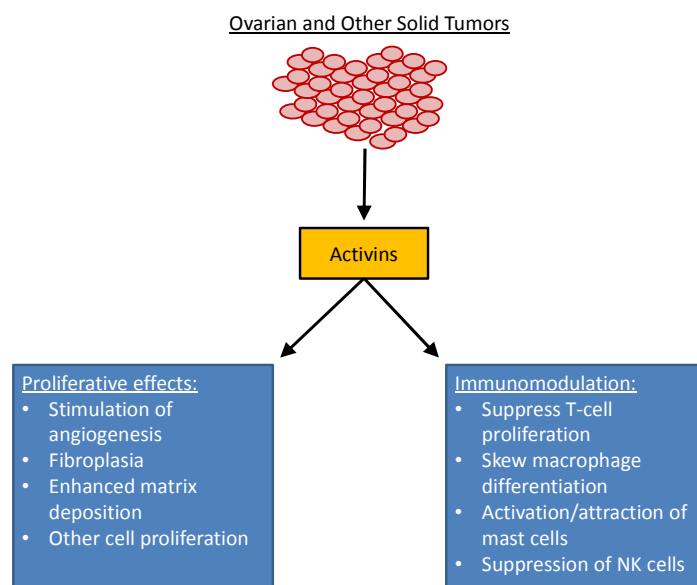 Ovarian and Other Solid Tumors
Activins
Proliferative effects:
• Stimulation of
angiogenesis
• Fibroplasia
• Enhanced matrix
deposition
• Other cell proliferation
Immunomodulation:
• Suppress T-cell
proliferation
• Skew macrophage
differentiation
• Activation/attraction of
mast cells
• Suppression of NK cells